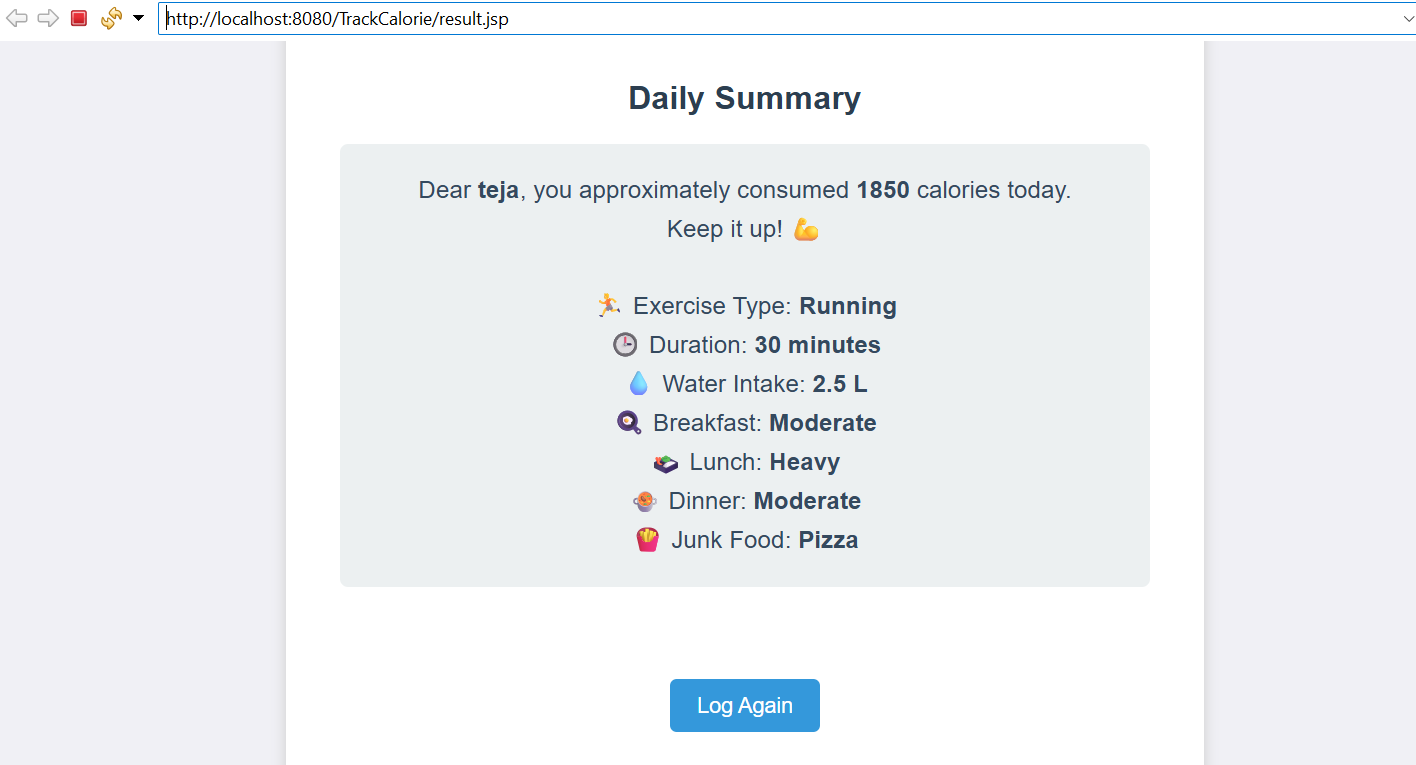 http://localhost:8080/TrackCalorie/result.jsp
Daily Summary
Dear teja, you approximately consumed 1850 calories today.
Keep it up! 💪
🏃 Exercise Type: Running
🕒 Duration: 30 minutes
💧 Water Intake: 2.5 L
🍳 Breakfast: Moderate
🍱 Lunch: Heavy
🍲 Dinner: Moderate
🍟 Junk Food: Pizza
Log Again